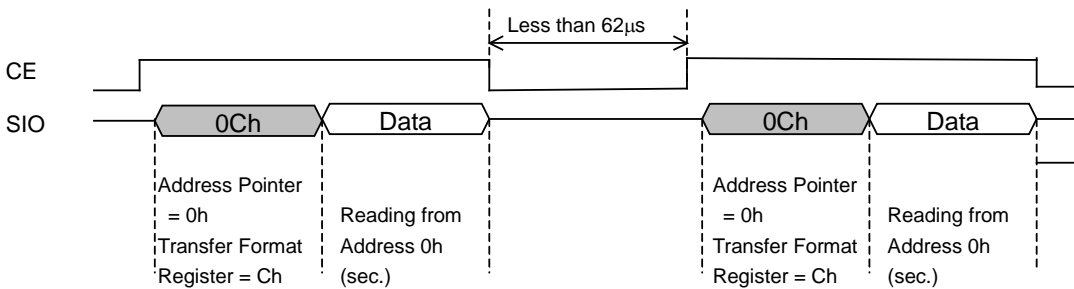 Less than 62μs
CE
SIO
0Ch
Data
0Ch
Data
Address Pointer
= 0h
Transfer Format
Register = Ch
Reading from
Address 0h
(sec.)
Address Pointer
= 0h
Transfer Format
Register = Ch
Reading from
Address 0h
(sec.)